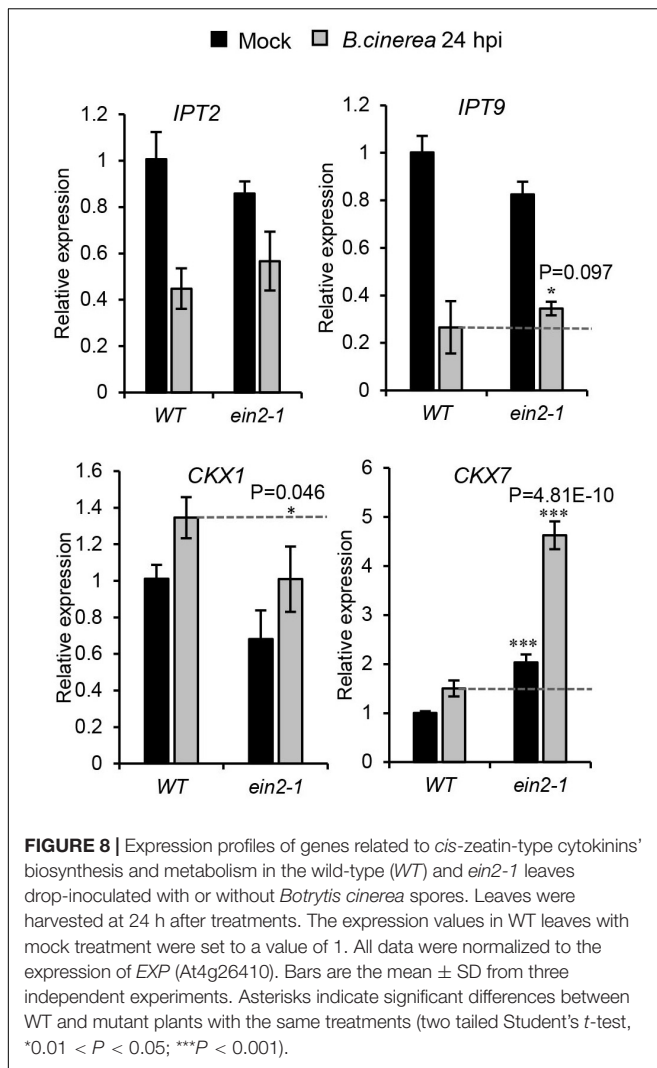 Mock B.cinerea 24 hpi
IPT2
Relative expression
1.2
1
0.8
0.6
0.4
0.2
0
WT ein2-1
IPT9
Relative expression
1.2
1
0.8
0.6
0.4
0.2
0
P=0.097
*
WT ein2-1
CKX1
Relative expression
1.6
1.4
1.2
1
0.8
0.6
0.4
0.2
0
P=0.046
*
WT ein2-1
CKX7
Relative expression
6
5
4
3
2
1
0
P=4.81E-10
***
***
WT ein2-1
FIGURE 8 | Expression profiles of genes related to cis-zeatin-type cytokinins'
biosynthesis and metabolism in the wild-type (WT) and ein2-1 leaves
drop-inoculated with or without Botrytis cinerea spores. Leaves were
harvested at 24 h after treatments. The expression values in WT leaves with
mock treatment were set to a value of 1. All data were normalized to the
expression of EXP (At4g26410). Bars are the mean ± SD from three
independent experiments. Asterisks indicate significant differences between
WT and mutant plants with the same treatments (two tailed Student's t-test,
*0.01 < P < 0.05; ***P < 0.001).